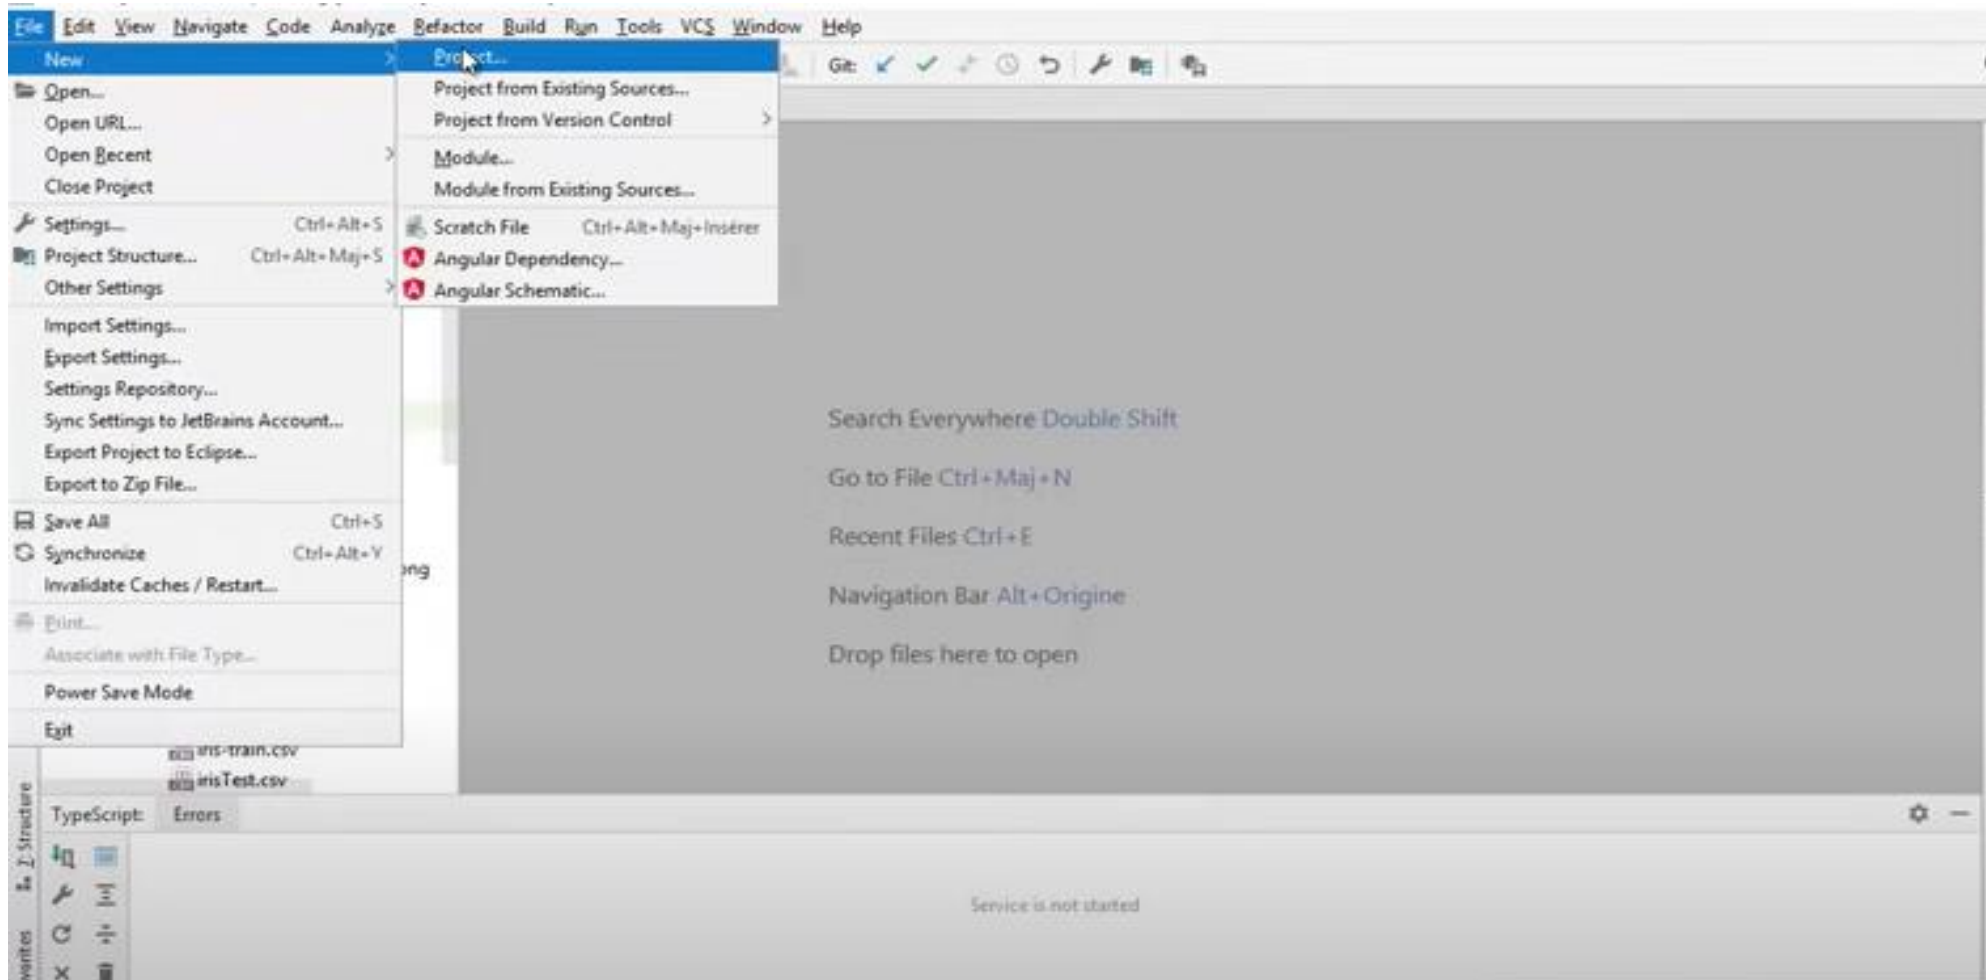 File Edit View Navigate Code Analyze Refactor Build Run Tools VCS Window Help
New
Open...
Open URL...
Open Recent
Close Project
Settings... Ctrl+Alt+S
Project Structure... Ctrl+Alt+Maj+S
Other Settings
Import Settings...
Export Settings...
Settings Repository...
Sync Settings to JetBrains Account...
Export Project to Eclipse...
Export to Zip File...
Save All Ctrl+S
Synchronize Ctrl+Alt+Y
Invalidate Caches / Restart...
Print...
Associate with File Type...
Power Save Mode
Exit
Project...
Project from Existing Sources...
Project from Version Control
Module...
Module from Existing Sources...
Scratch File Ctrl+Alt+Maj+Insérer
Angular Dependency...
Angular Schematic...
Git:
Search Everywhere Double Shift
Go to File Ctrl+Maj+N
Recent Files Ctrl+E
Navigation Bar Alt+Origine
Drop files here to open
iris-train.csv
irisTest.csv
Z: Structure
TypeScript: Errors
Service is not started